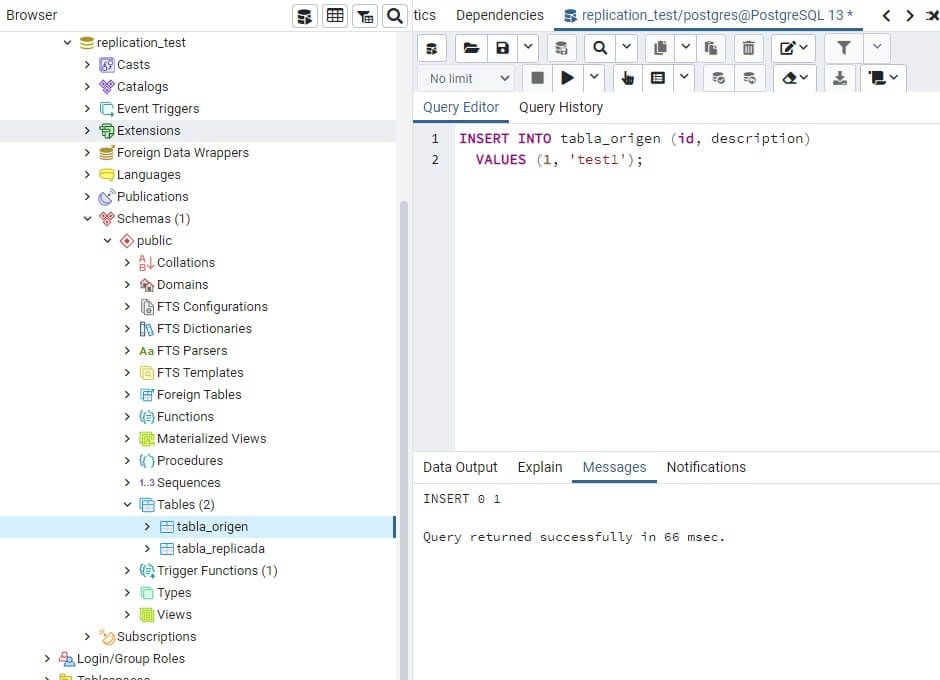 Browser
tics
Dependencies
replication_test/postgres@PostgreSQL 13 *
replication_test
Casts
Catalogs
Event Triggers
Extensions
Foreign Data Wrappers
Languages
Publications
Schemas (1)
public
Collations
Domains
FTS Configurations
FTS Dictionaries
Aa FTS Parsers
FTS Templates
Foreign Tables
Functions
Materialized Views
Procedures
1..3 Sequences
Tables (2)
tabla_origen
tabla_replicada
Trigger Functions (1)
Types
Views
Subscriptions
Login/Group Roles
Tablespaces
No limit
Query Editor
Query History
1 INSERT INTO tabla_origen (id, description)
2 VALUES (1, 'test1');
Data Output
Explain
Messages
Notifications
INSERT 0 1
Query returned successfully in 66 msec.